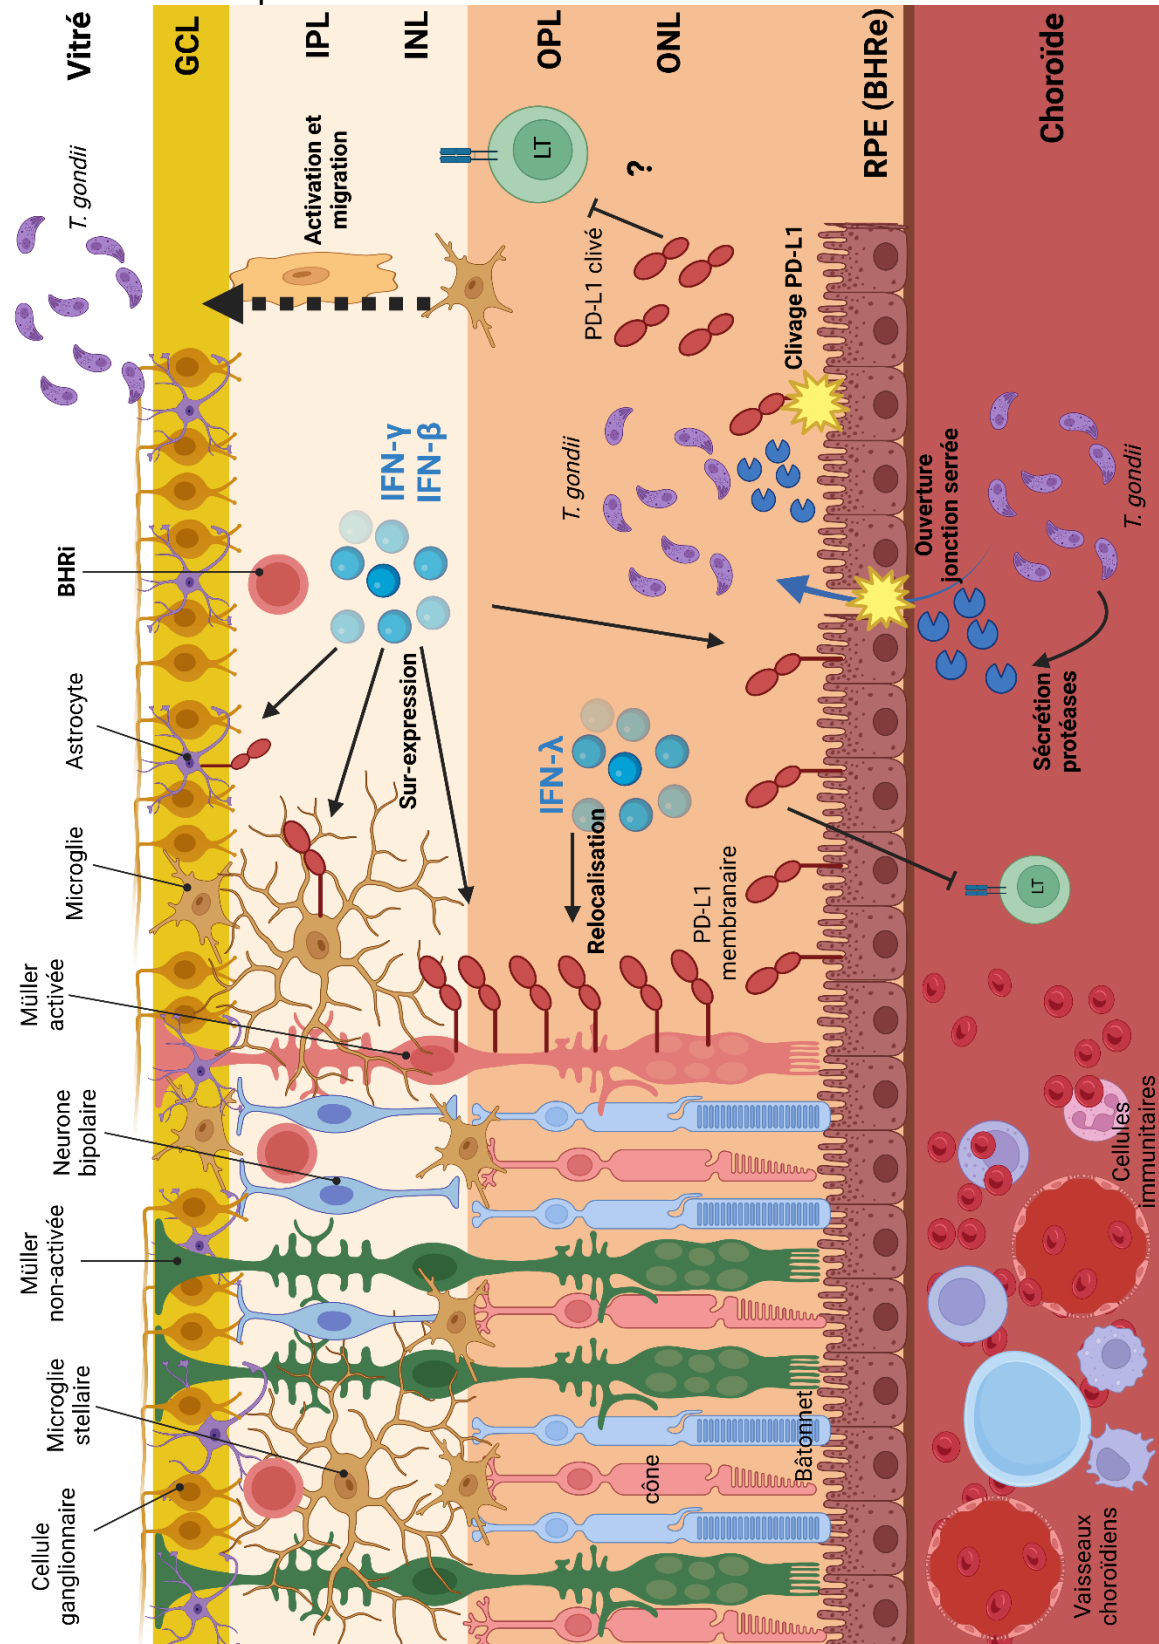 Cellule
ganglionnaire
Microglie
stellaire
Müller
non-activée
Neurone
bipolaire
Müller
activée
Microglie
Astrocyte
BHRi
T. gondii
Vitré
GCL
Activation et
migration
IPL
INL
IFN-γ
IFN-β
Sur-expression
LT
OPL
ONL
?
PD-L1 clivé
T. gondii
IFN-λ
Relocalisation
PD-L1
membranaire
cône
Bâtonnet
Clivage PD-L1
RPE (BHRe)
Ouverture
jonction serrée
Sécrétion
protéases
T. gondii
LT
Choroïde
Cellules
immunitaires
Vaisseaux
choroïdiens